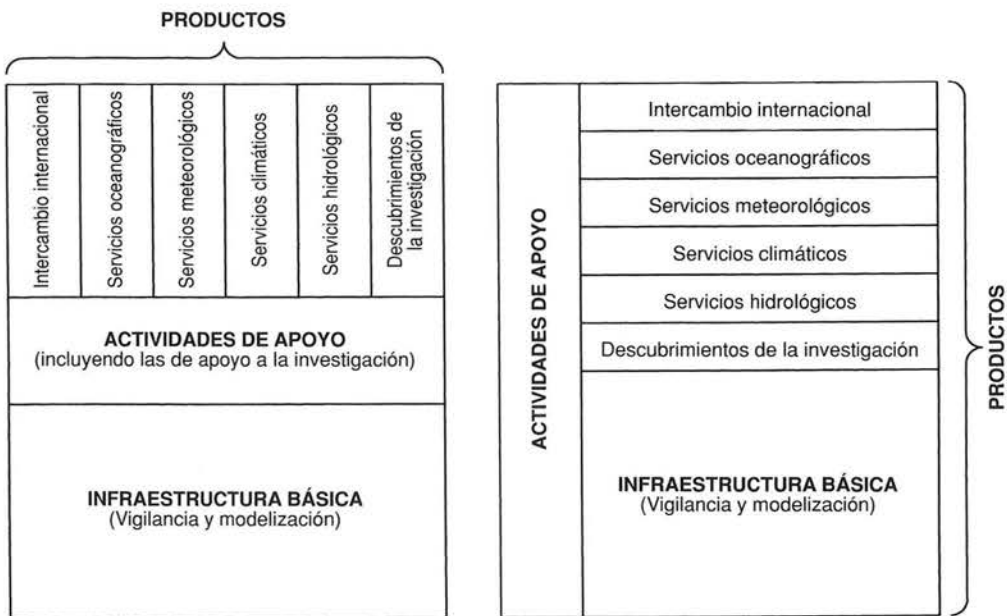 PRODUCTOS
Intercambio internacional
Servicios oceanográficos
Servicios meteorológicos
Servicios climáticos
Servicios hidrológicos
Descubrimientos de
la investigación
ACTIVIDADES DE APOYO
(incluyendo las de apoyo a la investigación)
INFRAESTRUCTURA BÁSICA
(Vigilancia y modelización)
ACTIVIDADES DE APOYO
Intercambio internacional
Servicios oceanográficos
Servicios meteorológicos
Servicios climáticos
Servicios hidrológicos
Descubrimientos de la investigación
INFRAESTRUCTURA BÁSICA
(Vigilancia y modelización)
PRODUCTOS